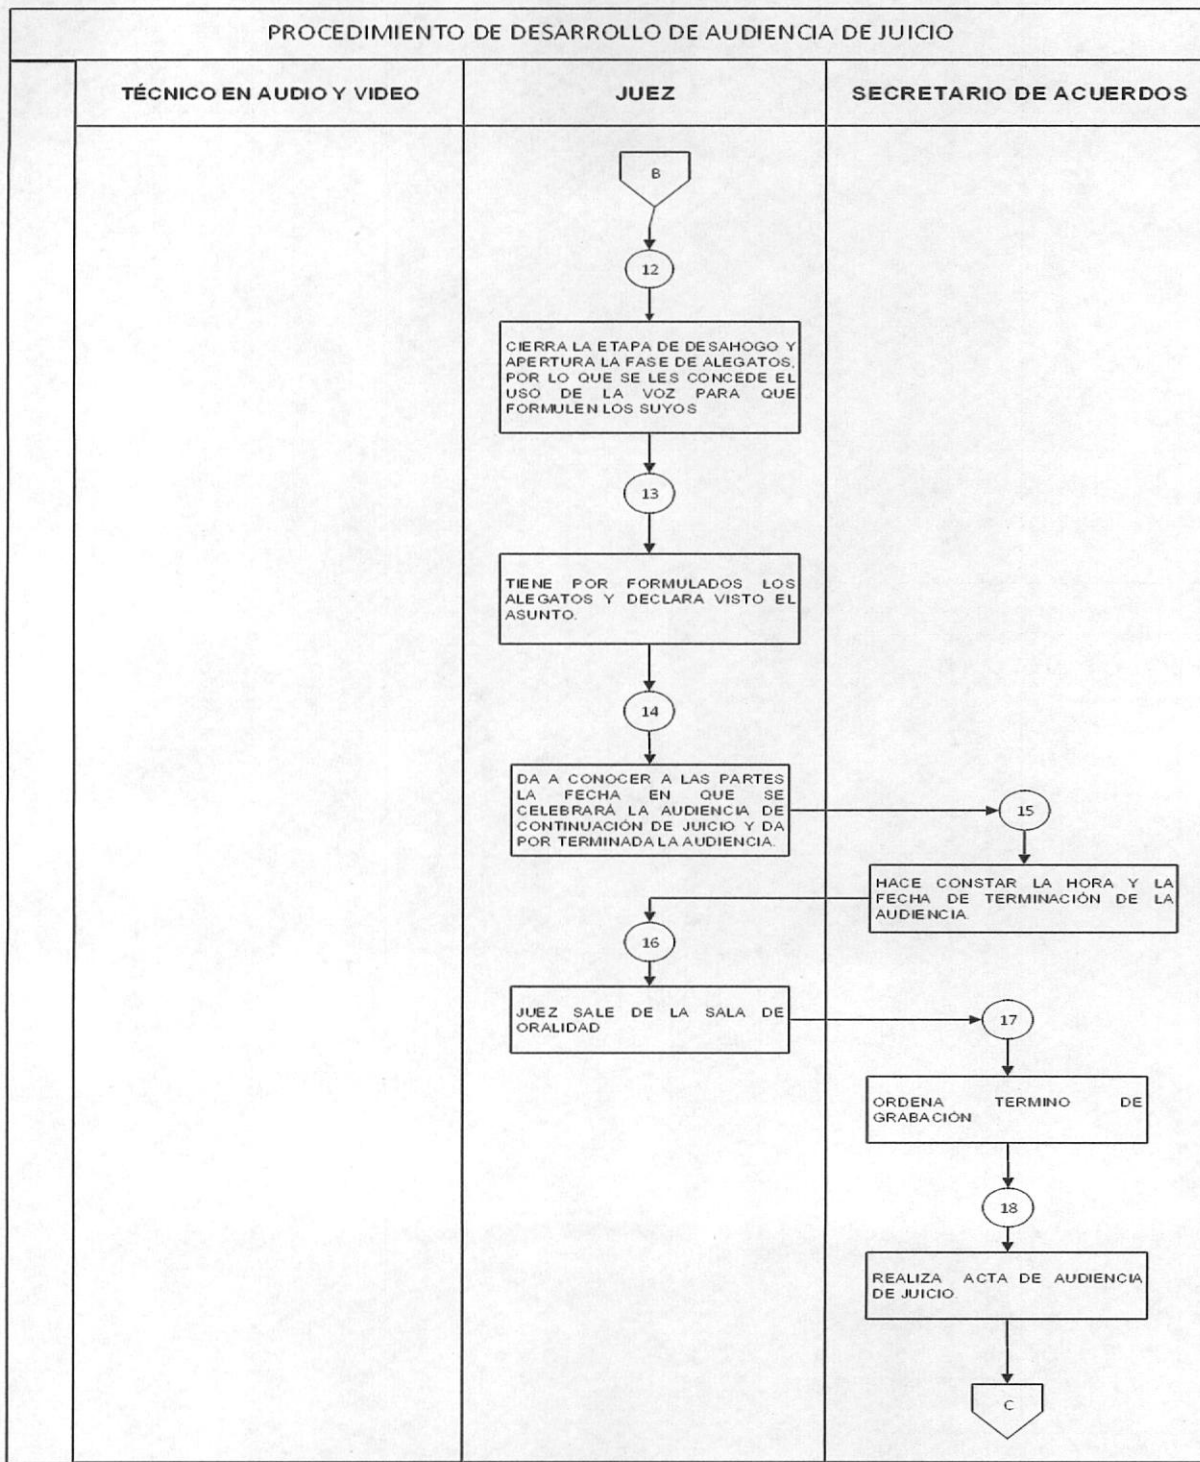 PROCEDIMIENTO DE DESARROLLO DE AUDIENCIA DE JUICIO
TÉCNICO EN AUDIO Y VIDEO
JUEZ
SECRETARIO DE ACUERDOS
B
12
CIERRA LA ETAPA DE DESAHOGO Y
APERTURA LA FASE DE ALEGATOS,
POR LO QUE SE LES CONCEDE EL
USO DE LA VOZ PARA QUE
FORMULEN LOS SUYOS
13
TIENE POR FORMULADOS LOS
ALEGATOS Y DECLARA VISTO EL
ASUNTO.
14
DA A CONOCER A LAS PARTES
LA FECHA EN QUE SE
CELEBRARÁ LA AUDIENCIA DE
CONTINUACIÓN DE JUICIO Y DA
POR TERMINADA LA AUDIENCIA.
15
HACE CONSTAR LA HORA Y LA
FECHA DE TERMINACIÓN DE LA
AUDIENCIA.
16
JUEZ SALE DE LA SALA DE
ORALIDAD
17
ORDENA TERMINO DE
GRABACIÓN
18
REALIZA ACTA DE AUDIENCIA
DE JUICIO.
C